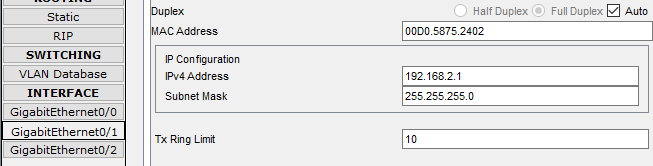 ROUTING
Static
RIP
SWITCHING
VLAN Database
INTERFACE
GigabitEthernet0/0
GigabitEthernet0/1
GigabitEthernet0/2
Duplex
Half Duplex Full Duplex Auto
MAC Address 00D0.5875.2402
IP Configuration
IPv4 Address 192.168.2.1
Subnet Mask 255.255.255.0
Tx Ring Limit 10